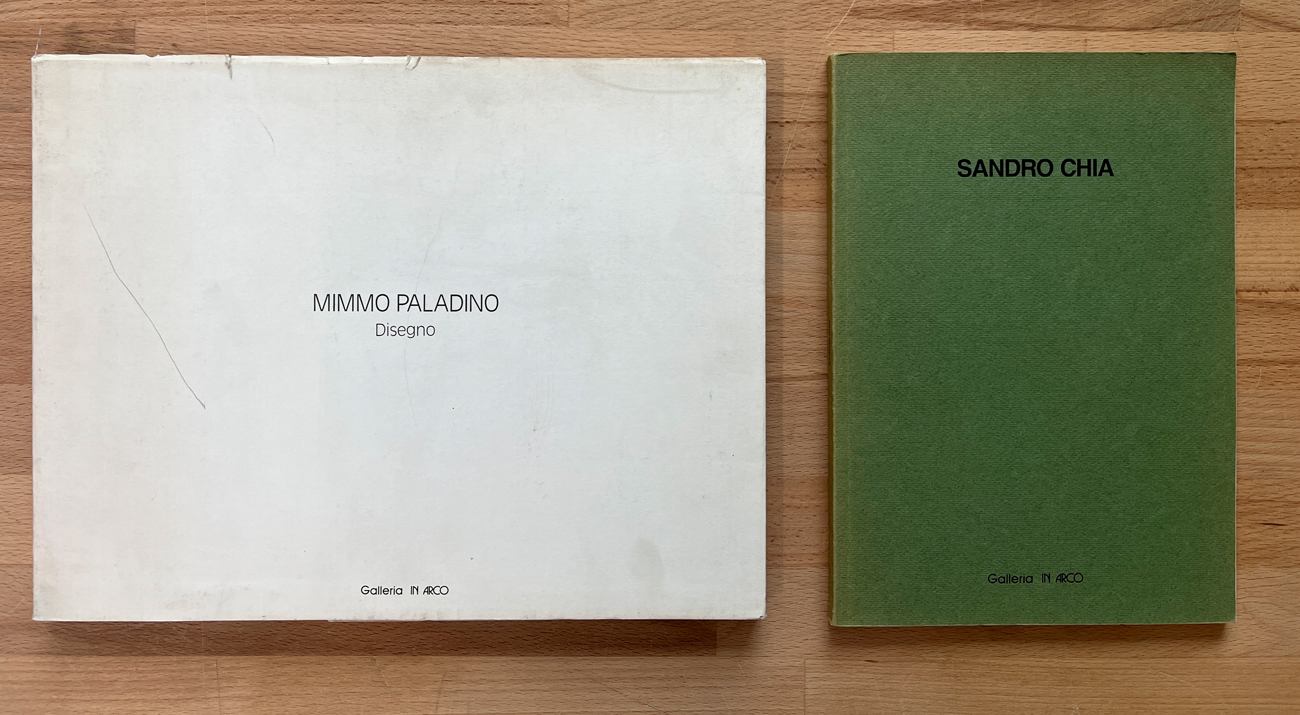 MIMMO PALADINO
Disegno
Galleria IN ARCO
SANDRO CHIA
Galleria IN ARCO